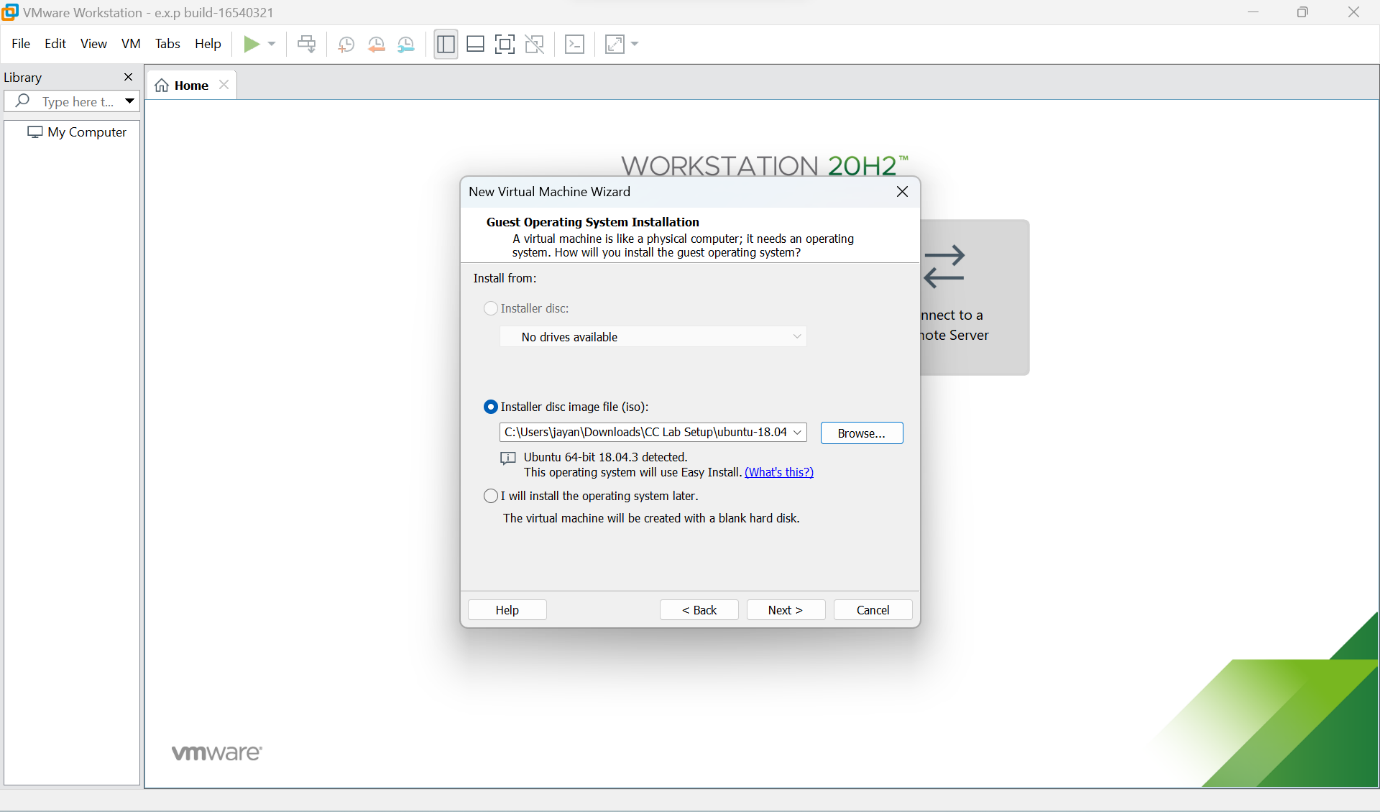 VMware Workstation - e.x.p build-16540321
File Edit View VM Tabs Help
Library
Type here t...
Home
My Computer
WORKSTATION 20H2™
New Virtual Machine Wizard
Guest Operating System Installation
A virtual machine is like a physical computer; it needs an operating
system. How will you install the guest operating system?
Install from:
Installer disc:
No drives available
nnect to a
ote Server
Installer disc image file (iso):
C:\Users\jayan\Downloads\CC Lab Setup\ubuntu-18.04
Browse...
Ubuntu 64-bit 18.04.3 detected.
This operating system will use Easy Install. (What's this?)
I will install the operating system later.
The virtual machine will be created with a blank hard disk.
Help
< Back
Next >
Cancel
vmware®